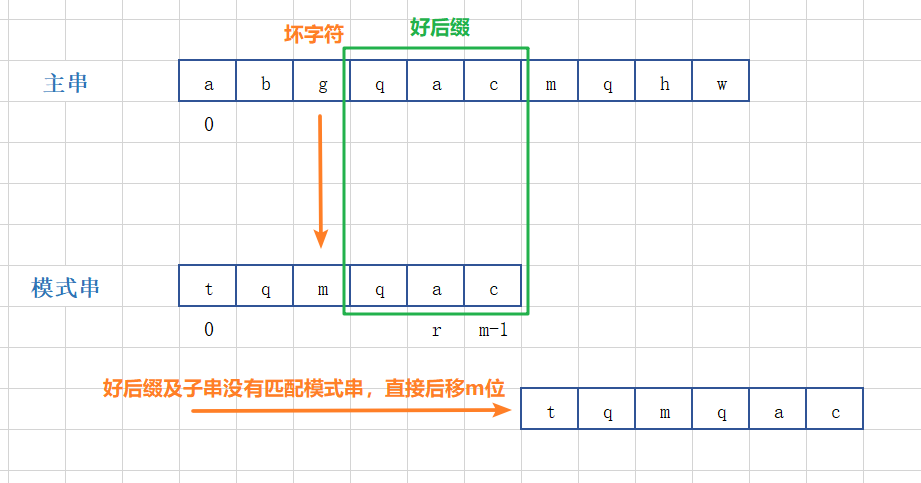 坏字符 好后缀
主串 a b g q a c m q h w
0
模式串 t q m q a c
0 r m-1
好后缀及子串没有匹配模式串，直接后移m位
t q m q a c